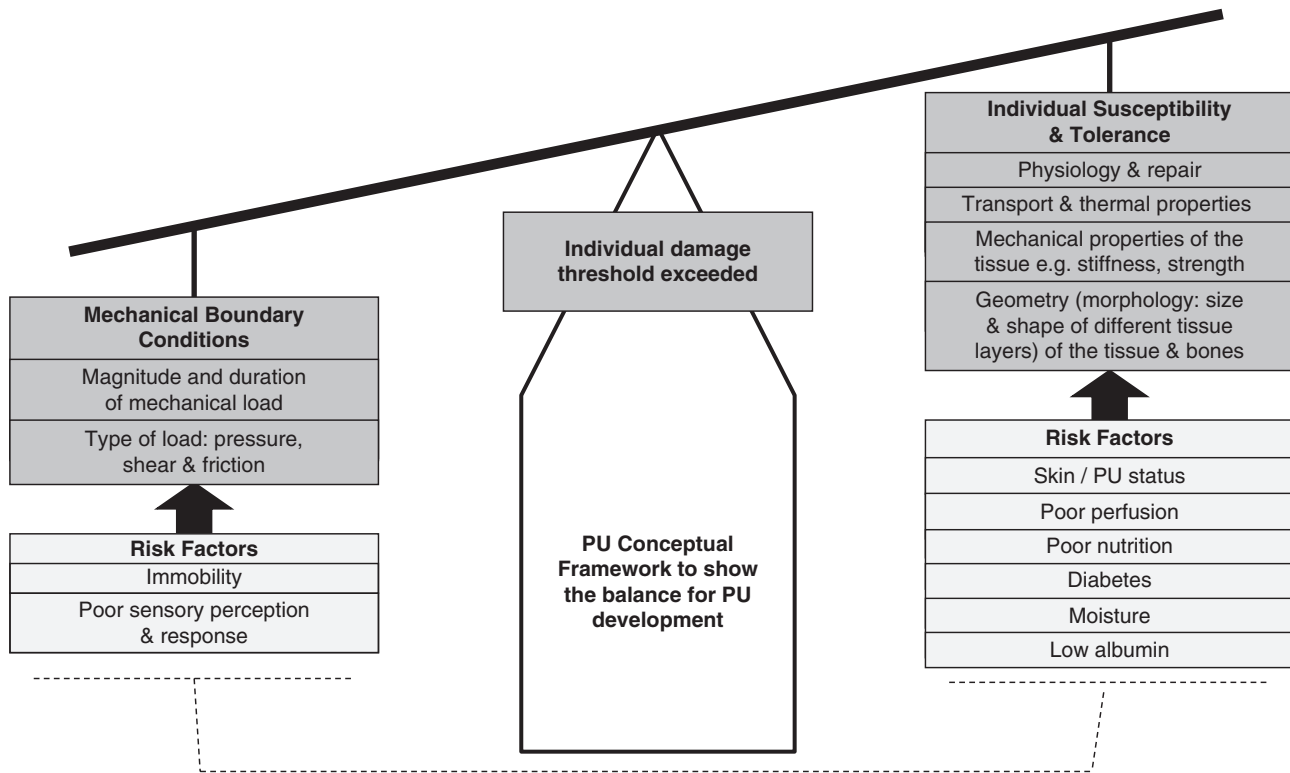 Mechanical Boundary
Conditions
Magnitude and duration
of mechanical load
Type of load: pressure,
shear & friction
Risk Factors
Immobility
Poor sensory perception
& response
Individual damage
threshold exceeded
PU Conceptual
Framework to show
the balance for PU
development
Individual Susceptibility
& Tolerance
Physiology & repair
Transport & thermal properties
Mechanical properties of the
tissue e.g. stiffness, strength
Geometry (morphology: size
& shape of different tissue
layers) of the tissue & bones
Risk Factors
Skin / PU status
Poor perfusion
Poor nutrition
Diabetes
Moisture
Low albumin